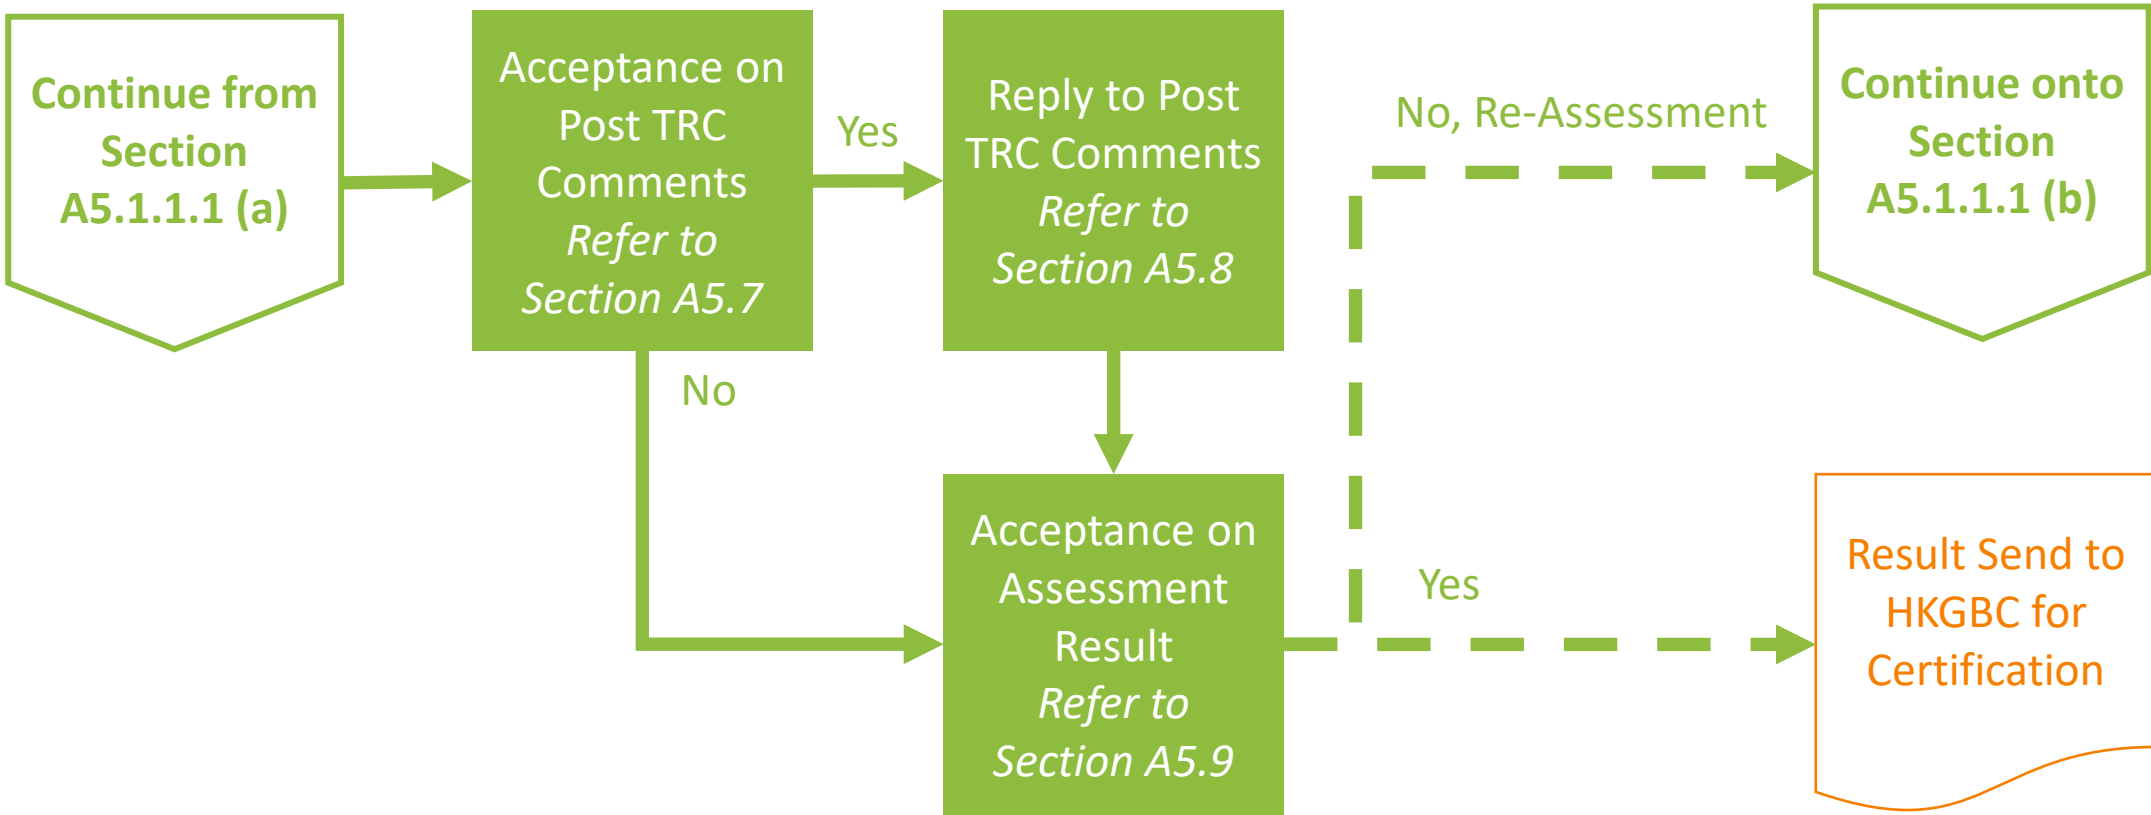 Continue from
Section
A5.1.1.1 (a)
Acceptance on
Post TRC
Comments
Refer to
Section A5.7
Yes
No
Reply to Post
TRC Comments
Refer to
Section A5.8
Acceptance on
Assessment
Result
Refer to
Section A5.9
No, Re-Assessment
Yes
Continue onto
Section
A5.1.1.1 (b)
Result Send to
HKGBC for
Certification